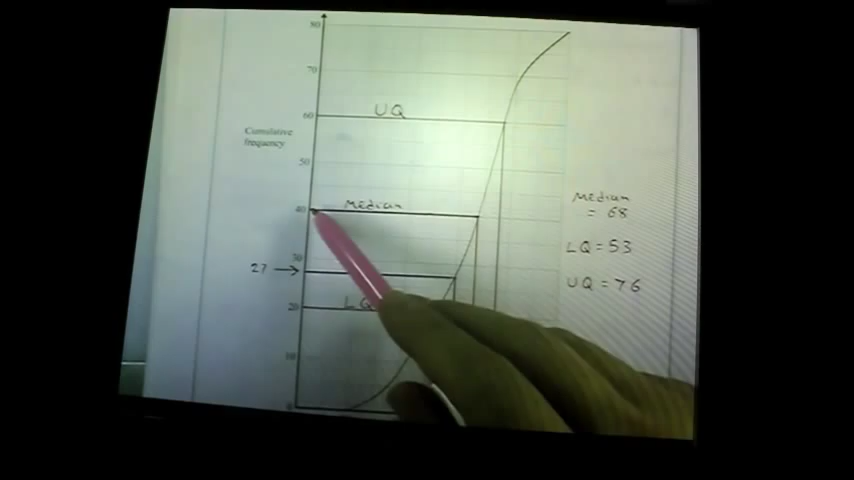 80
70
UQ
60
Cumulative
frequency
50
Median
40
Median
= 68
LQ = 53
30
27
UQ = 76
LQ
20
10
0